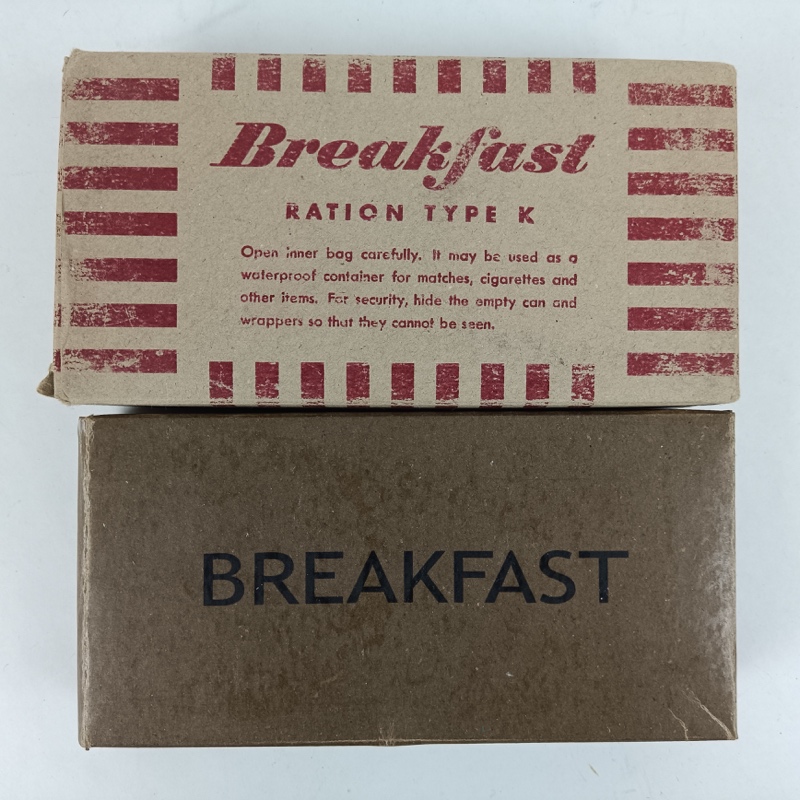 Breakfast
RATION TYPE K
Open inner bag carefully. It may be used as a
waterproof container for matches, cigarettes and
other items. For security, hide the empty can and
wrappers so that they cannot be seen.
BREAKFAST